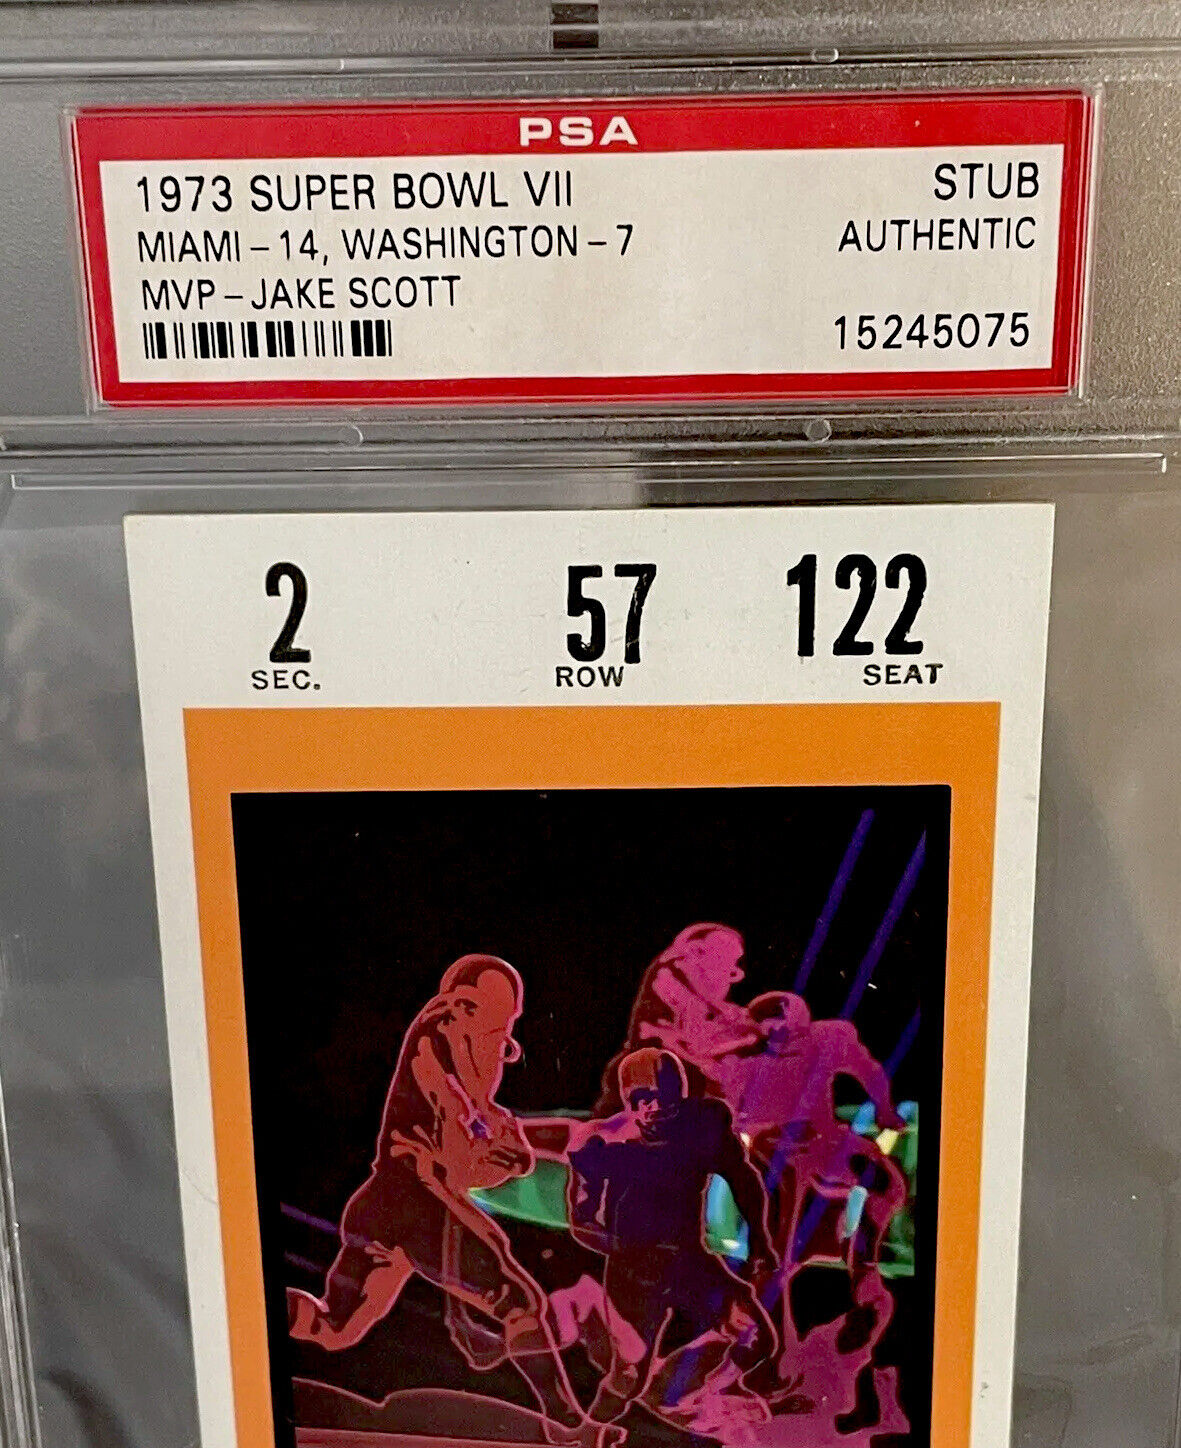 PSA
1973 SUPER BOWL VII
STUB
MIAMI – 14, WASHINGTON – 7
AUTHENTIC
MVP – JAKE SCOTT
15245075
2 57 122
SEC. ROW SEAT